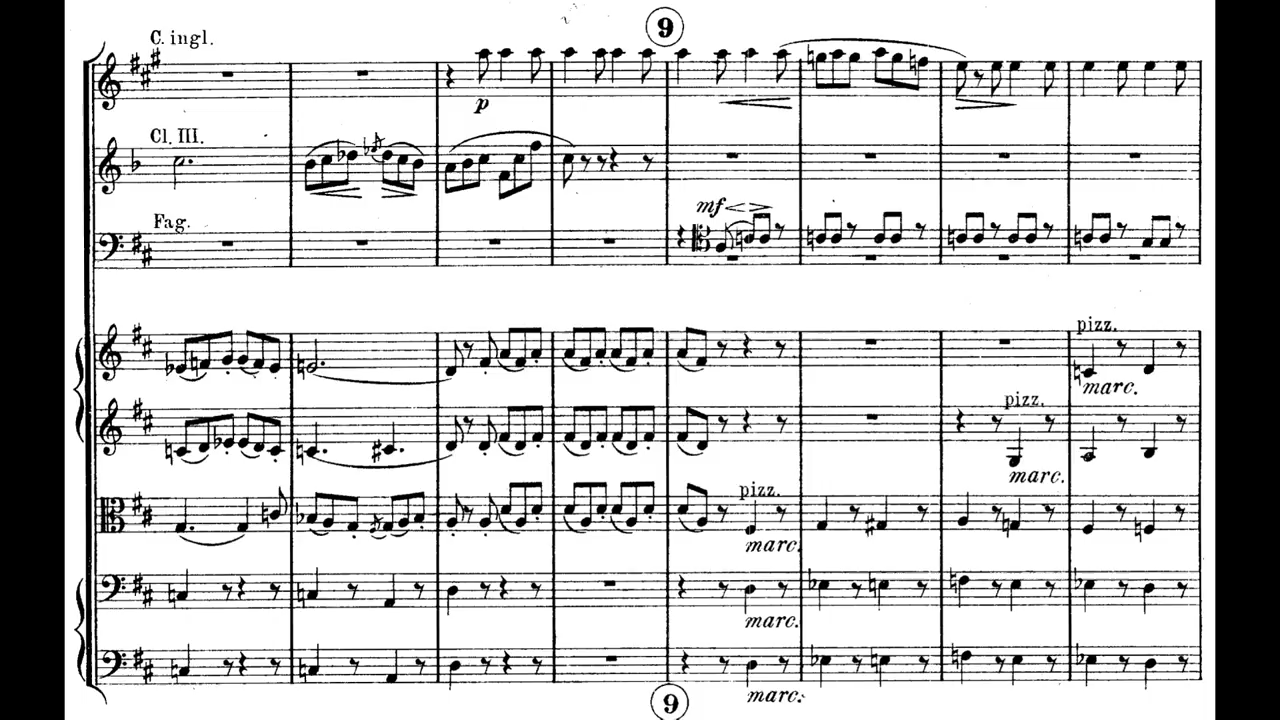 9
C. ingl.
p
Cl. III.
mf
Fag.
pizz.
marc.
pizz.
marc.
pizz.
marc.
marc.
marc.
9